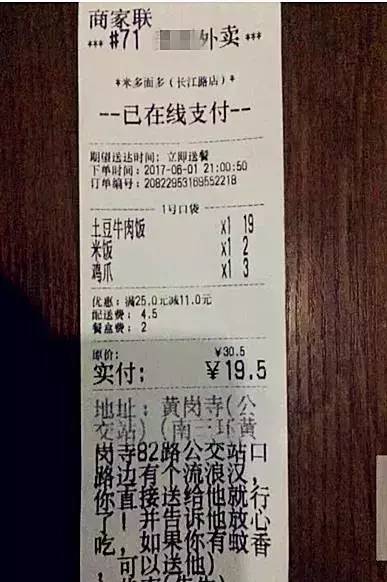 商家联
*** #71 外卖 ***
*米多面多（长江路店）*
--已在线支付--
期望送达时间：立即送餐
下单时间：2017-06-01 21:00:50
订单编号：20822953169552218
1号口袋
土豆牛肉饭 x1 19
米饭 x1 2
鸡爪 x1 3
优惠：满25.0元减11.0元
配送费：4.5
餐盒费：2
原价： ￥30.5
实付： ￥19.5
地址：黄岗寺(公
交站) (南三环黄
岗寺82路公交站口
，路边有个流浪汉，
你直接送给他就行
了！并告诉他放心
吃，如果你有蚊香
，可以送他)